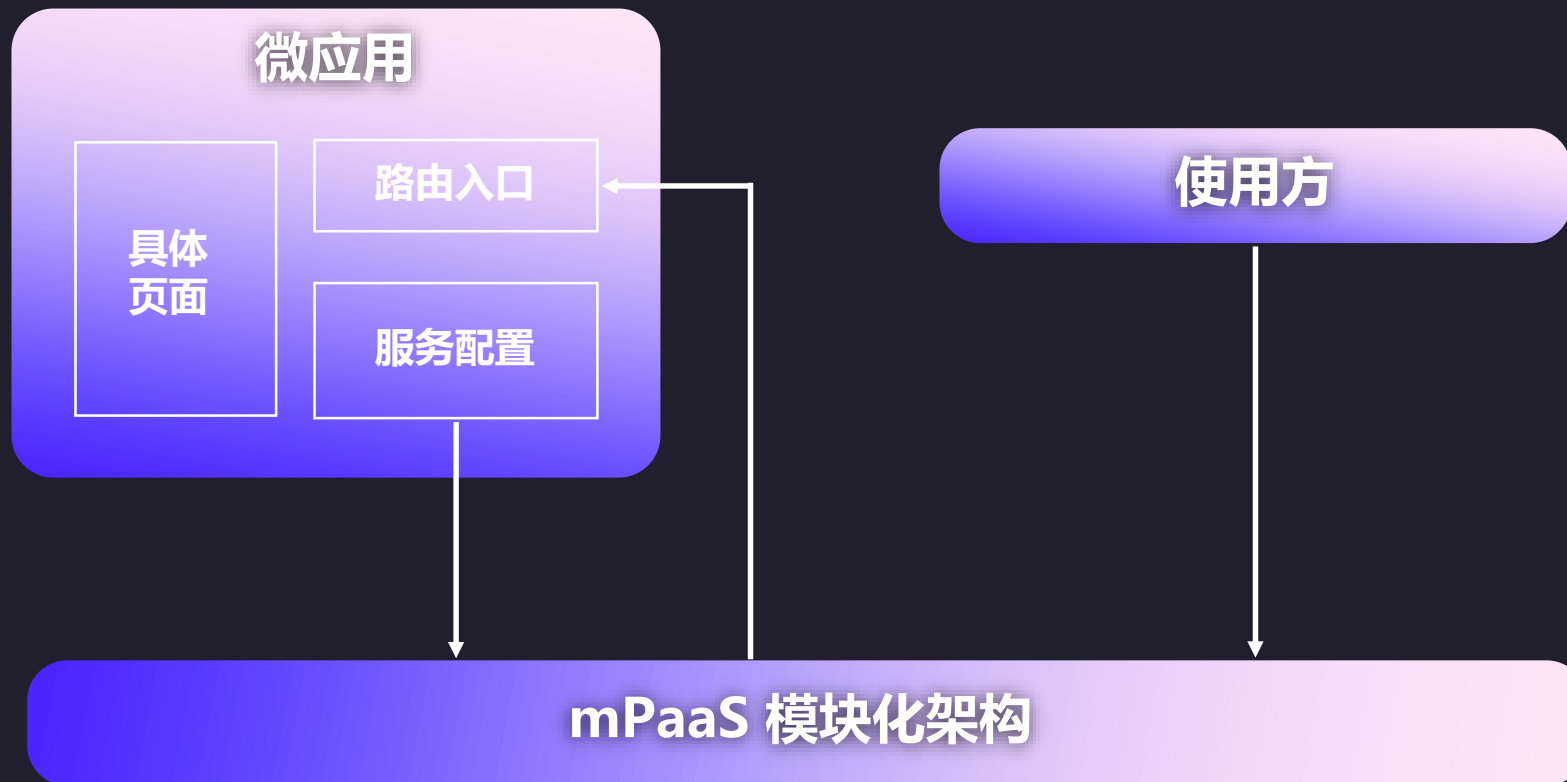 微应用
具体
页面
路由入口
服务配置
使用方
mPaaS 模块化架构